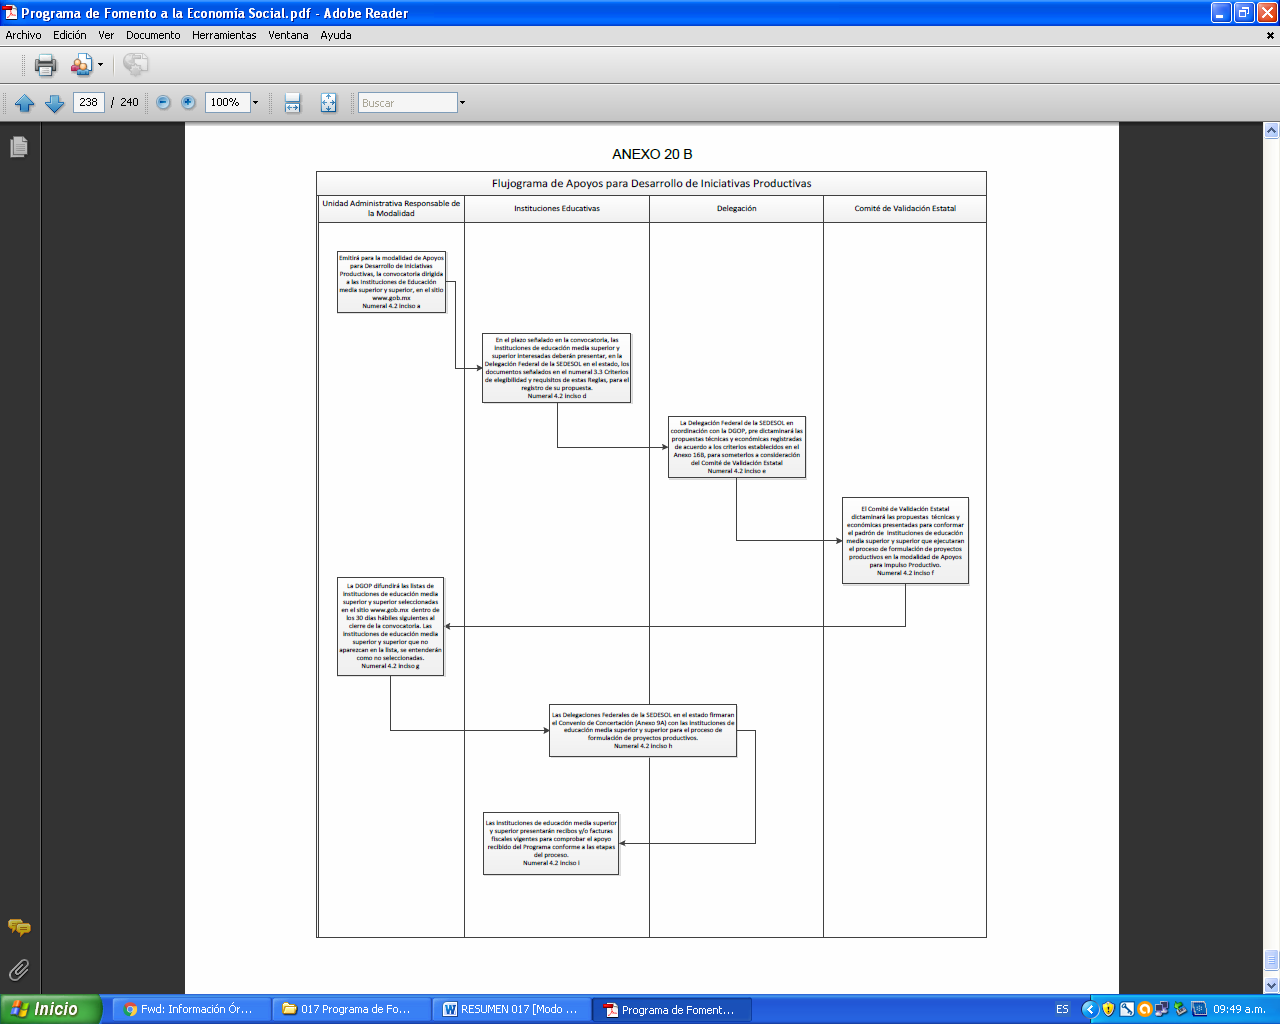 Programa de Fomento a la Economía Social.pdf - Adobe Reader
Archivo Edición Ver Documento Herramientas Ventana Ayuda
238 / 240 100% Buscar
ANEXO 20 B
Flujograma de Apoyos para Desarrollo de Iniciativas Productivas
Unidad Administrativa Responsable de
la Modalidad
Instituciones Educativas
Delegación
Comité de Validación Estatal
Emitirá para la modalidad de Apoyos
para Desarrollo de Iniciativas
Productivas, la convocatoria dirigida
a las Instituciones de Educación
media superior y superior, en el sitio
www.gob.mx
Numeral 4.2 inciso a
En el plazo señalado en la convocatoria, las
instituciones de educación media superior y
superior interesadas deberán presentar, en la
Delegación Federal de la SEDESOL en el estado, los
documentos señalados en el numeral 3.3 Criterios
de elegibilidad y requisitos de estas Reglas, para el
registro de su propuesta.
Numeral 4.2 inciso d
La Delegación Federal de la SEDESOL en
coordinación con la DGOP, pre dictaminará las
propuestas técnicas y económicas registradas
de acuerdo a los criterios establecidos en el
Anexo 16B, para someterlos a consideración
del Comité de Validación Estatal
Numeral 4.2 inciso e
El Comité de Validación Estatal
dictaminará las propuestas técnicas y
económicas presentadas para conformar
el padrón de instituciones de educación
media superior y superior que ejecutaran
el proceso de formulación de proyectos
productivos en la modalidad de Apoyos
para Impulso Productivo.
Numeral 4.2 inciso f
La DGOP difundirá las listas de
instituciones de educación media
superior y superior seleccionadas
en el sitio www.gob.mx dentro de
los 30 días hábiles siguientes al
cierre de la convocatoria. Las
instituciones de educación media
superior y superior que no
aparezcan en la lista, se entenderán
como no seleccionadas.
Numeral 4.2 inciso g
Las Delegaciones Federales de la SEDESOL en el estado firmaran
el Convenio de Concertación (Anexo 9A) con las instituciones de
educación media superior y superior para el proceso de
formulación de proyectos productivos.
Numeral 4.2 inciso h
Las instituciones de educación media superior
y superior presentarán recibos y/o facturas
fiscales vigentes para comprobar el apoyo
recibido del Programa conforme a las etapas
del proceso.
Numeral 4.2 inciso i
Inicio Fwd: Información Ór... 017 Programa de Fo... RESUMEN 017 [Modo ... Programa de Foment... ES 09:49 a.m.